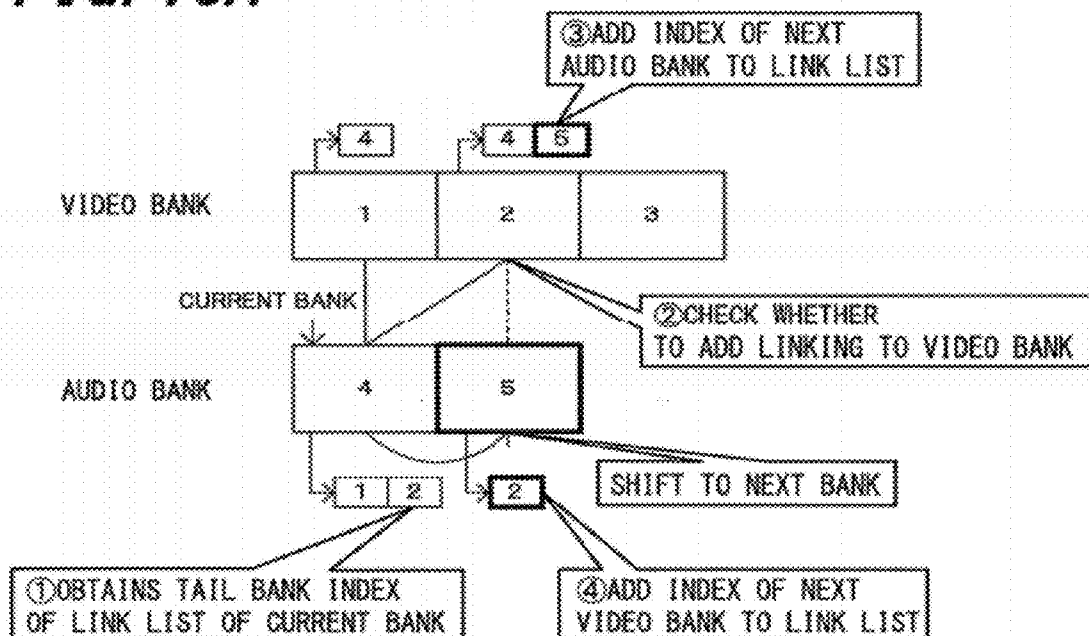 ③ADD INDEX OF NEXT
AUDIO BANK TO LINK LIST
4
4 5
VIDEO BANK
1 2 3
CURRENT BANK
②CHECK WHETHER
TO ADD LINKING TO VIDEO BANK
AUDIO BANK
4 5
1 2
2
SHIFT TO NEXT BANK
①OBTAINS TAIL BANK INDEX
OF LINK LIST OF CURRENT BANK
④ADD INDEX OF NEXT
VIDEO BANK TO LINK LIST